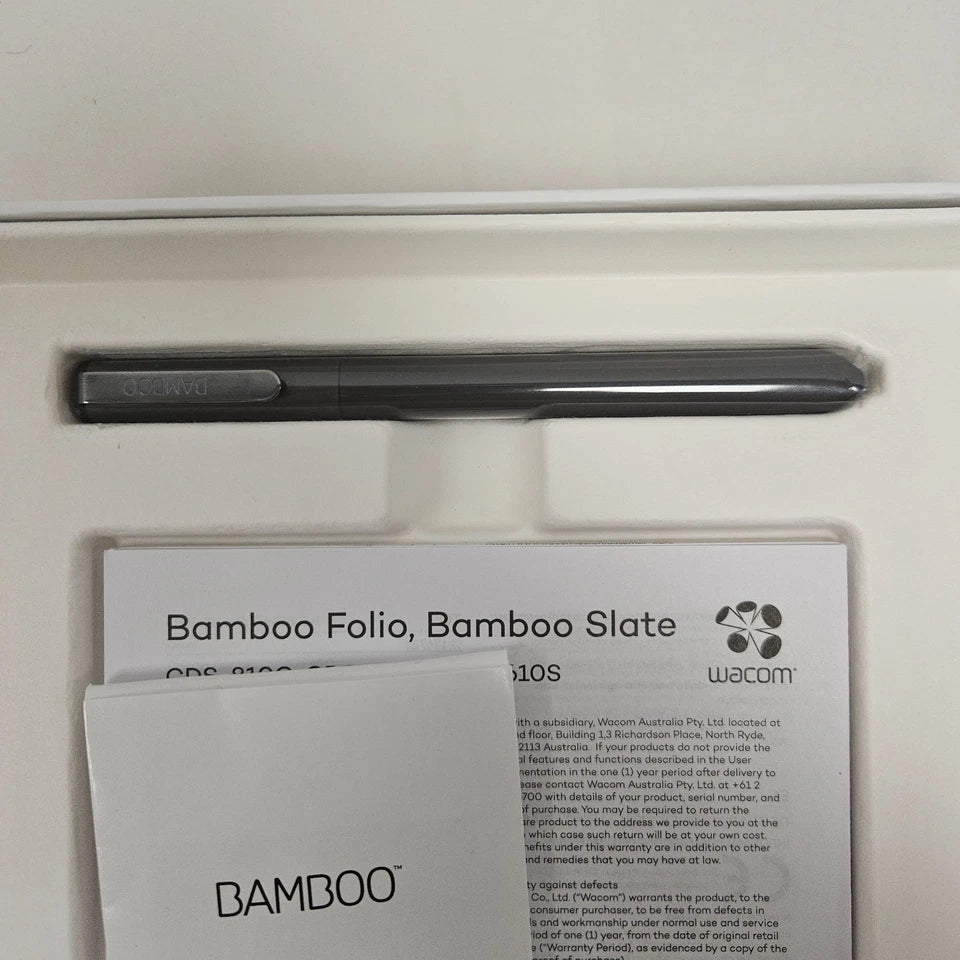 BAMBOO
Bamboo Folio, Bamboo Slate
wacom
610S
with a subsidiary, Wacom Australia Pty. Ltd. located at
floor, Building 1,3 Richardson Place, North Ryde,
2113 Australia. If your products do not provide the
features and functions described in the User
in the one (1) year period after delivery to
contact Wacom Australia Pty. Ltd. at +61 2
700 with details of your product, serial number, and
of purchase. You may be required to return the
product to the address we provide to you at the
which case such return will be at your own cost.
under this warranty are in addition to other
and remedies that you may have at law.
against defects
Co., Ltd. ("Wacom") warrants the product, to the
consumer purchaser, to be free from defects in
and workmanship under normal use and service
of one (1) year, from the date of original retail
("Warranty Period), as evidenced by a copy of the
proof of purchase)
BAMBOO™